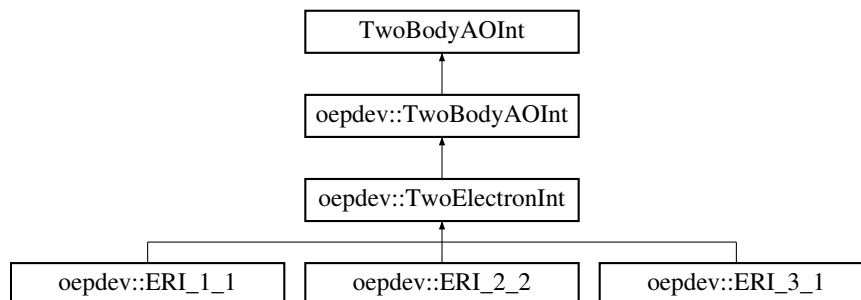 TwoBodyAOInt
oepdev::TwoBodyAOInt
oepdev::TwoElectronInt
oepdev::ERI_1_1 oepdev::ERI_2_2 oepdev::ERI_3_1